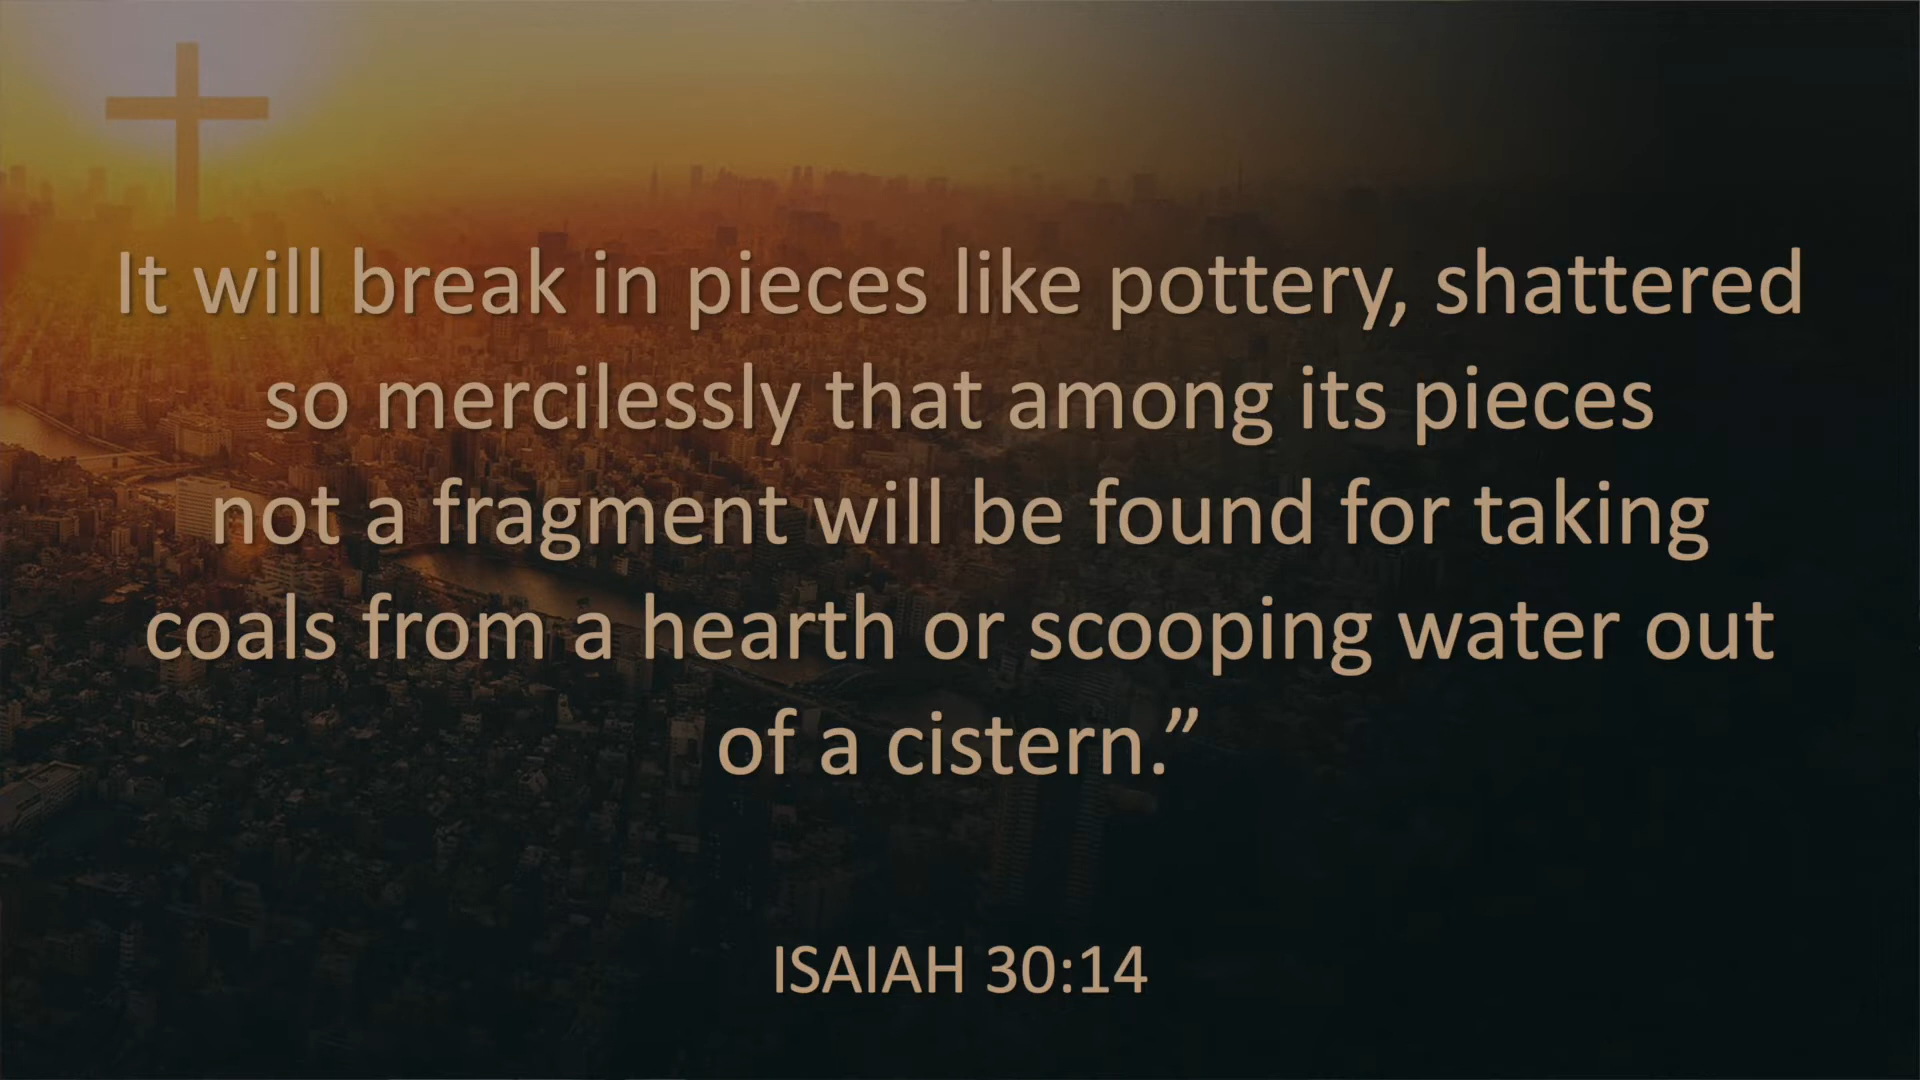 It will break in pieces like pottery, shattered
so mercilessly that among its pieces
not a fragment will be found for taking
coals from a hearth or scooping water out
of a cistern.”
ISAIAH 30:14